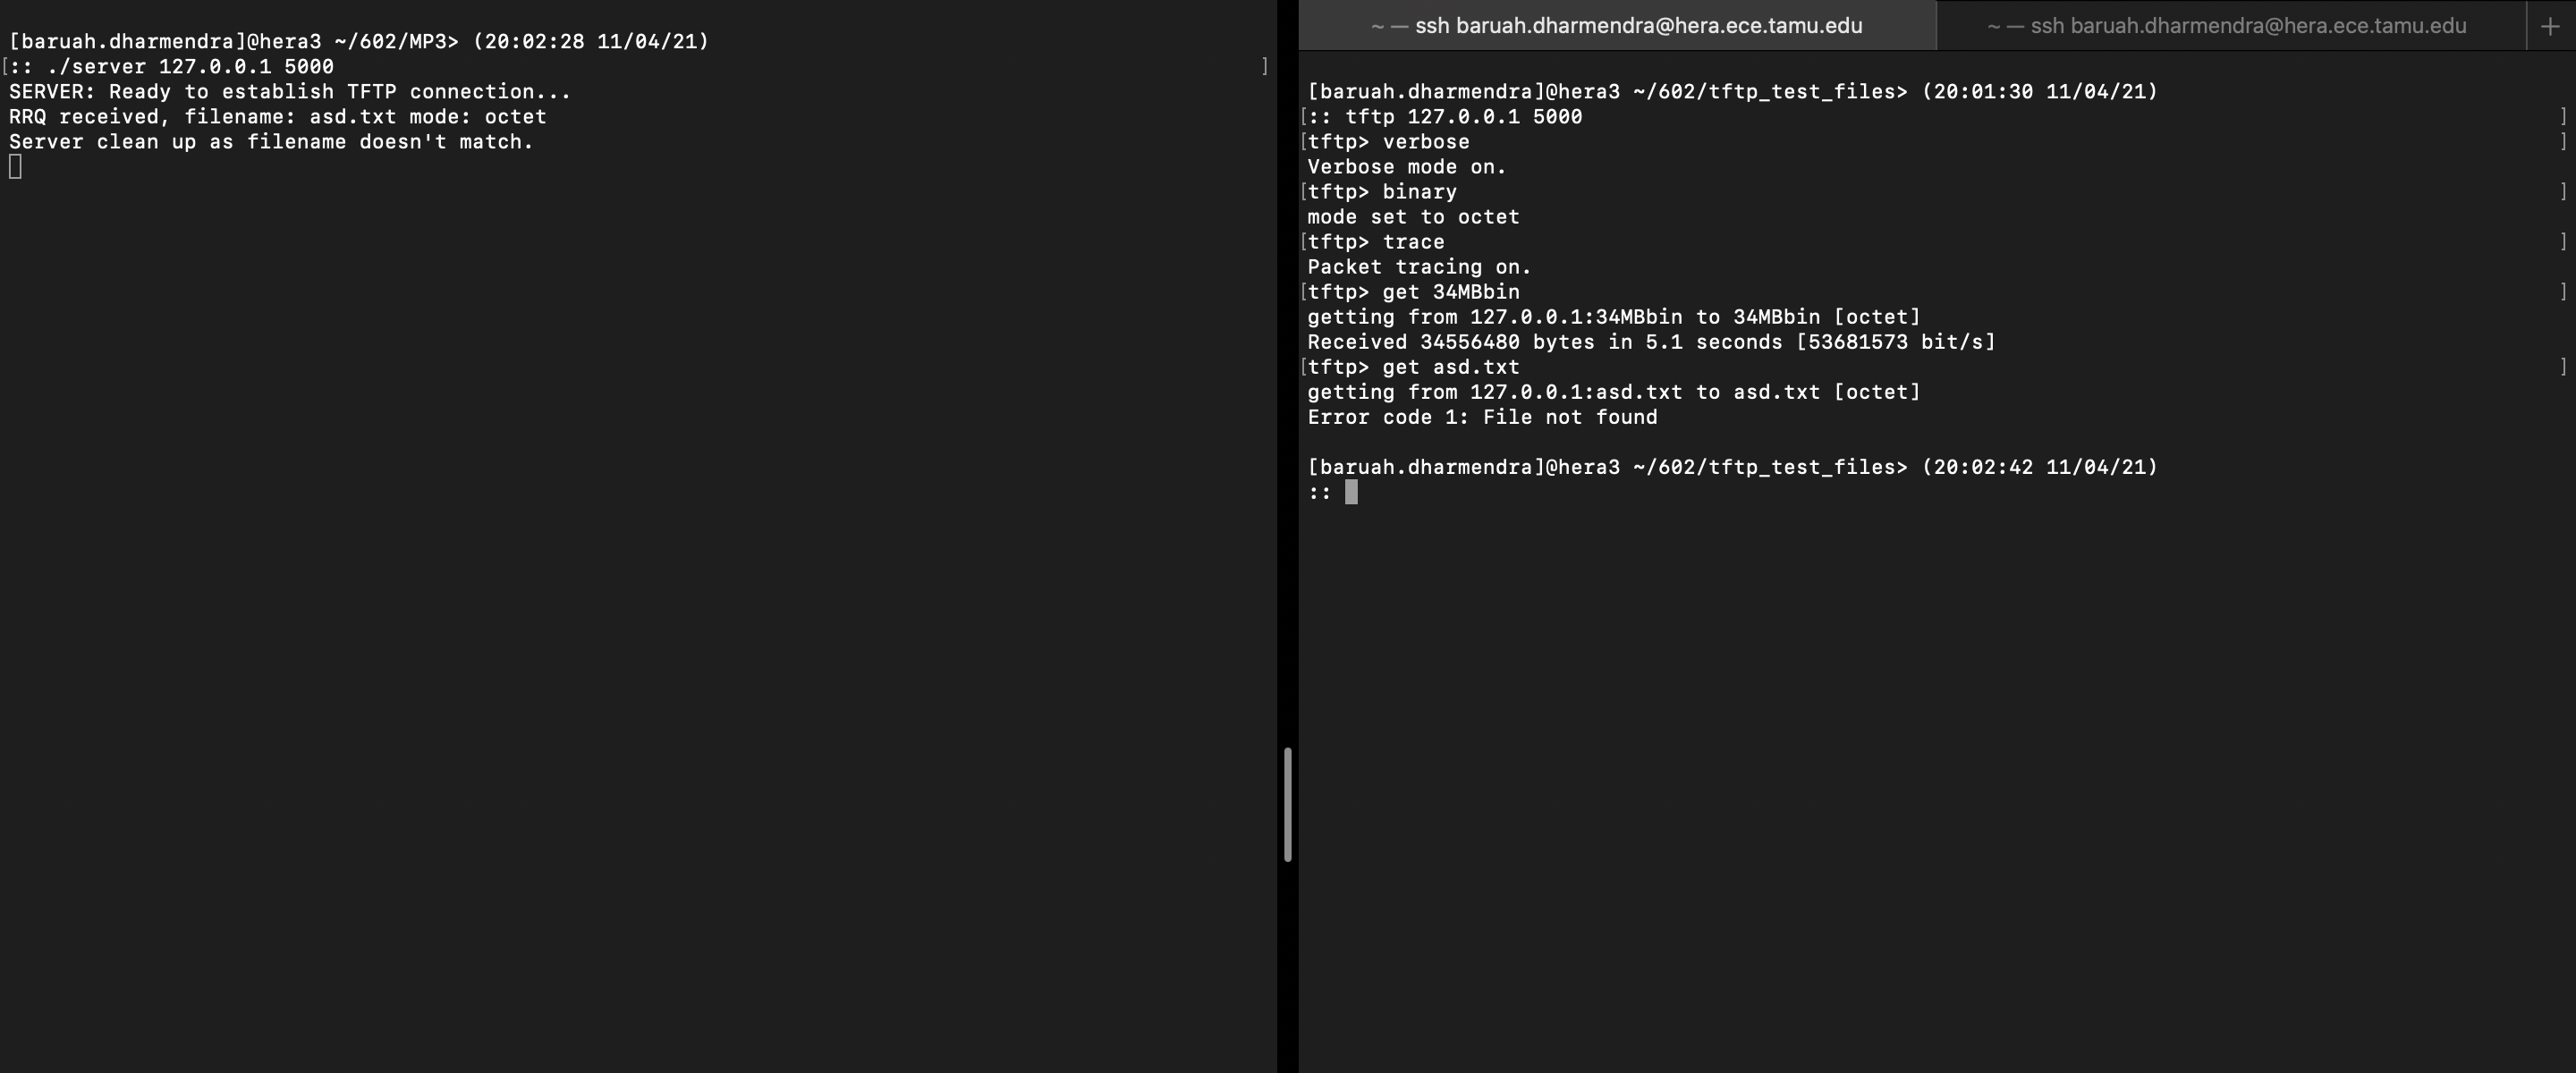 [baruah.dharmendra]@hera3 ~/602/MP3> (20:02:28 11/04/21)
[:: ./server 127.0.0.1 5000 ]
SERVER: Ready to establish TFTP connection...
RRQ received, filename: asd.txt mode: octet
Server clean up as filename doesn't match.
~ — ssh baruah.dharmendra@hera.ece.tamu.edu
~ — ssh baruah.dharmendra@hera.ece.tamu.edu
+
[baruah.dharmendra]@hera3 ~/602/tftp_test_files> (20:01:30 11/04/21)
[:: tftp 127.0.0.1 5000 ]
[tftp> verbose ]
Verbose mode on.
[tftp> binary ]
mode set to octet
[tftp> trace ]
Packet tracing on.
[tftp> get 34MBbin ]
getting from 127.0.0.1:34MBbin to 34MBbin [octet]
Received 34556480 bytes in 5.1 seconds [53681573 bit/s]
[tftp> get asd.txt ]
getting from 127.0.0.1:asd.txt to asd.txt [octet]
Error code 1: File not found
[baruah.dharmendra]@hera3 ~/602/tftp_test_files> (20:02:42 11/04/21)
::